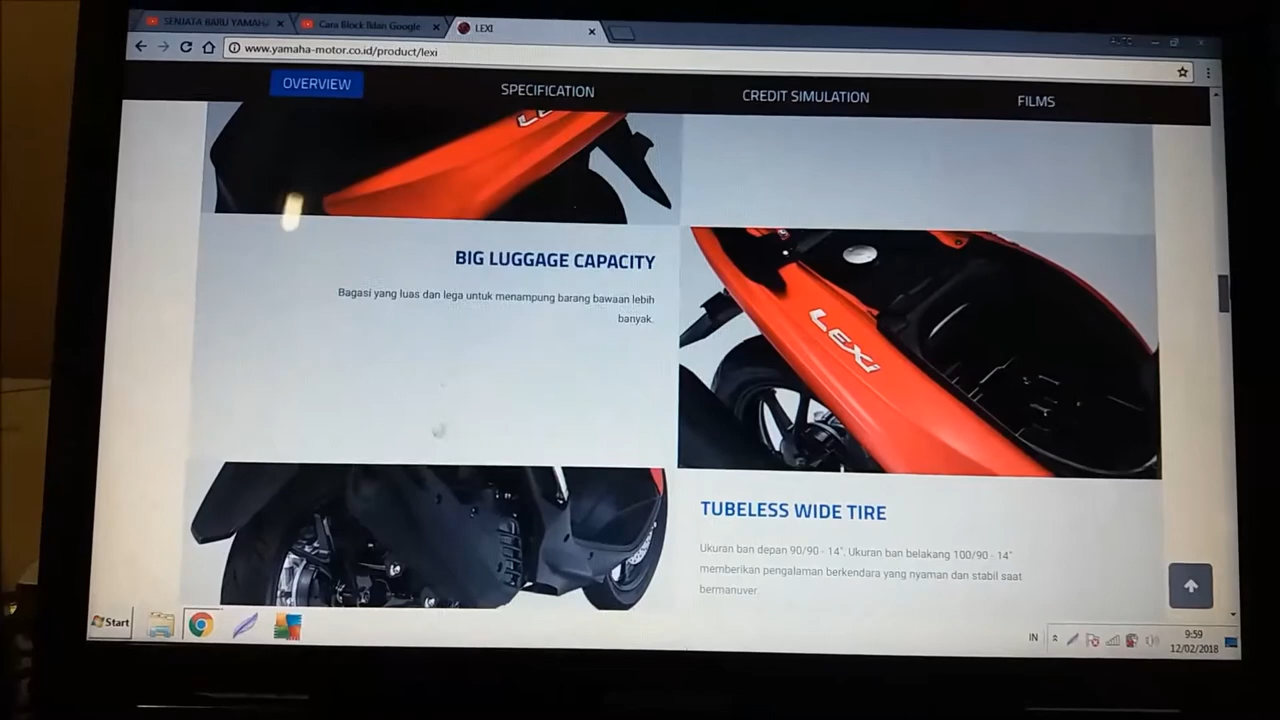 SENJATA BARU YAMAH
Cara Block Iklan Google
LEXI
www.yamaha-motor.co.id/product/lexi
OVERVIEW
SPECIFICATION
CREDIT SIMULATION
FILMS
BIG LUGGAGE CAPACITY
Bagasi yang luas dan lega untuk menampung barang bawaan lebih
banyak.
LEXi
TUBELESS WIDE TIRE
Ukuran ban depan 90/90 - 14", Ukuran ban belakang 100/90 - 14"
memberikan pengalaman berkendara yang nyaman dan stabil saat
bermanuver.
Start
IN
9:59
12/02/2018